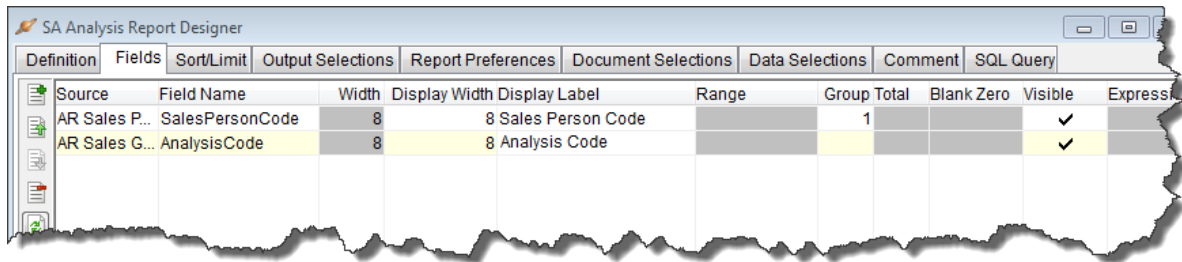 SA Analysis Report Designer
Definition Fields Sort/Limit Output Selections Report Preferences Document Selections Data Selections Comment SQL Query
Source Field Name Width Display Width Display Label Range Group Total Blank Zero Visible Expressi
AR Sales P... SalesPersonCode 8 8 Sales Person Code 1
AR Sales G... AnalysisCode 8 8 Analysis Code